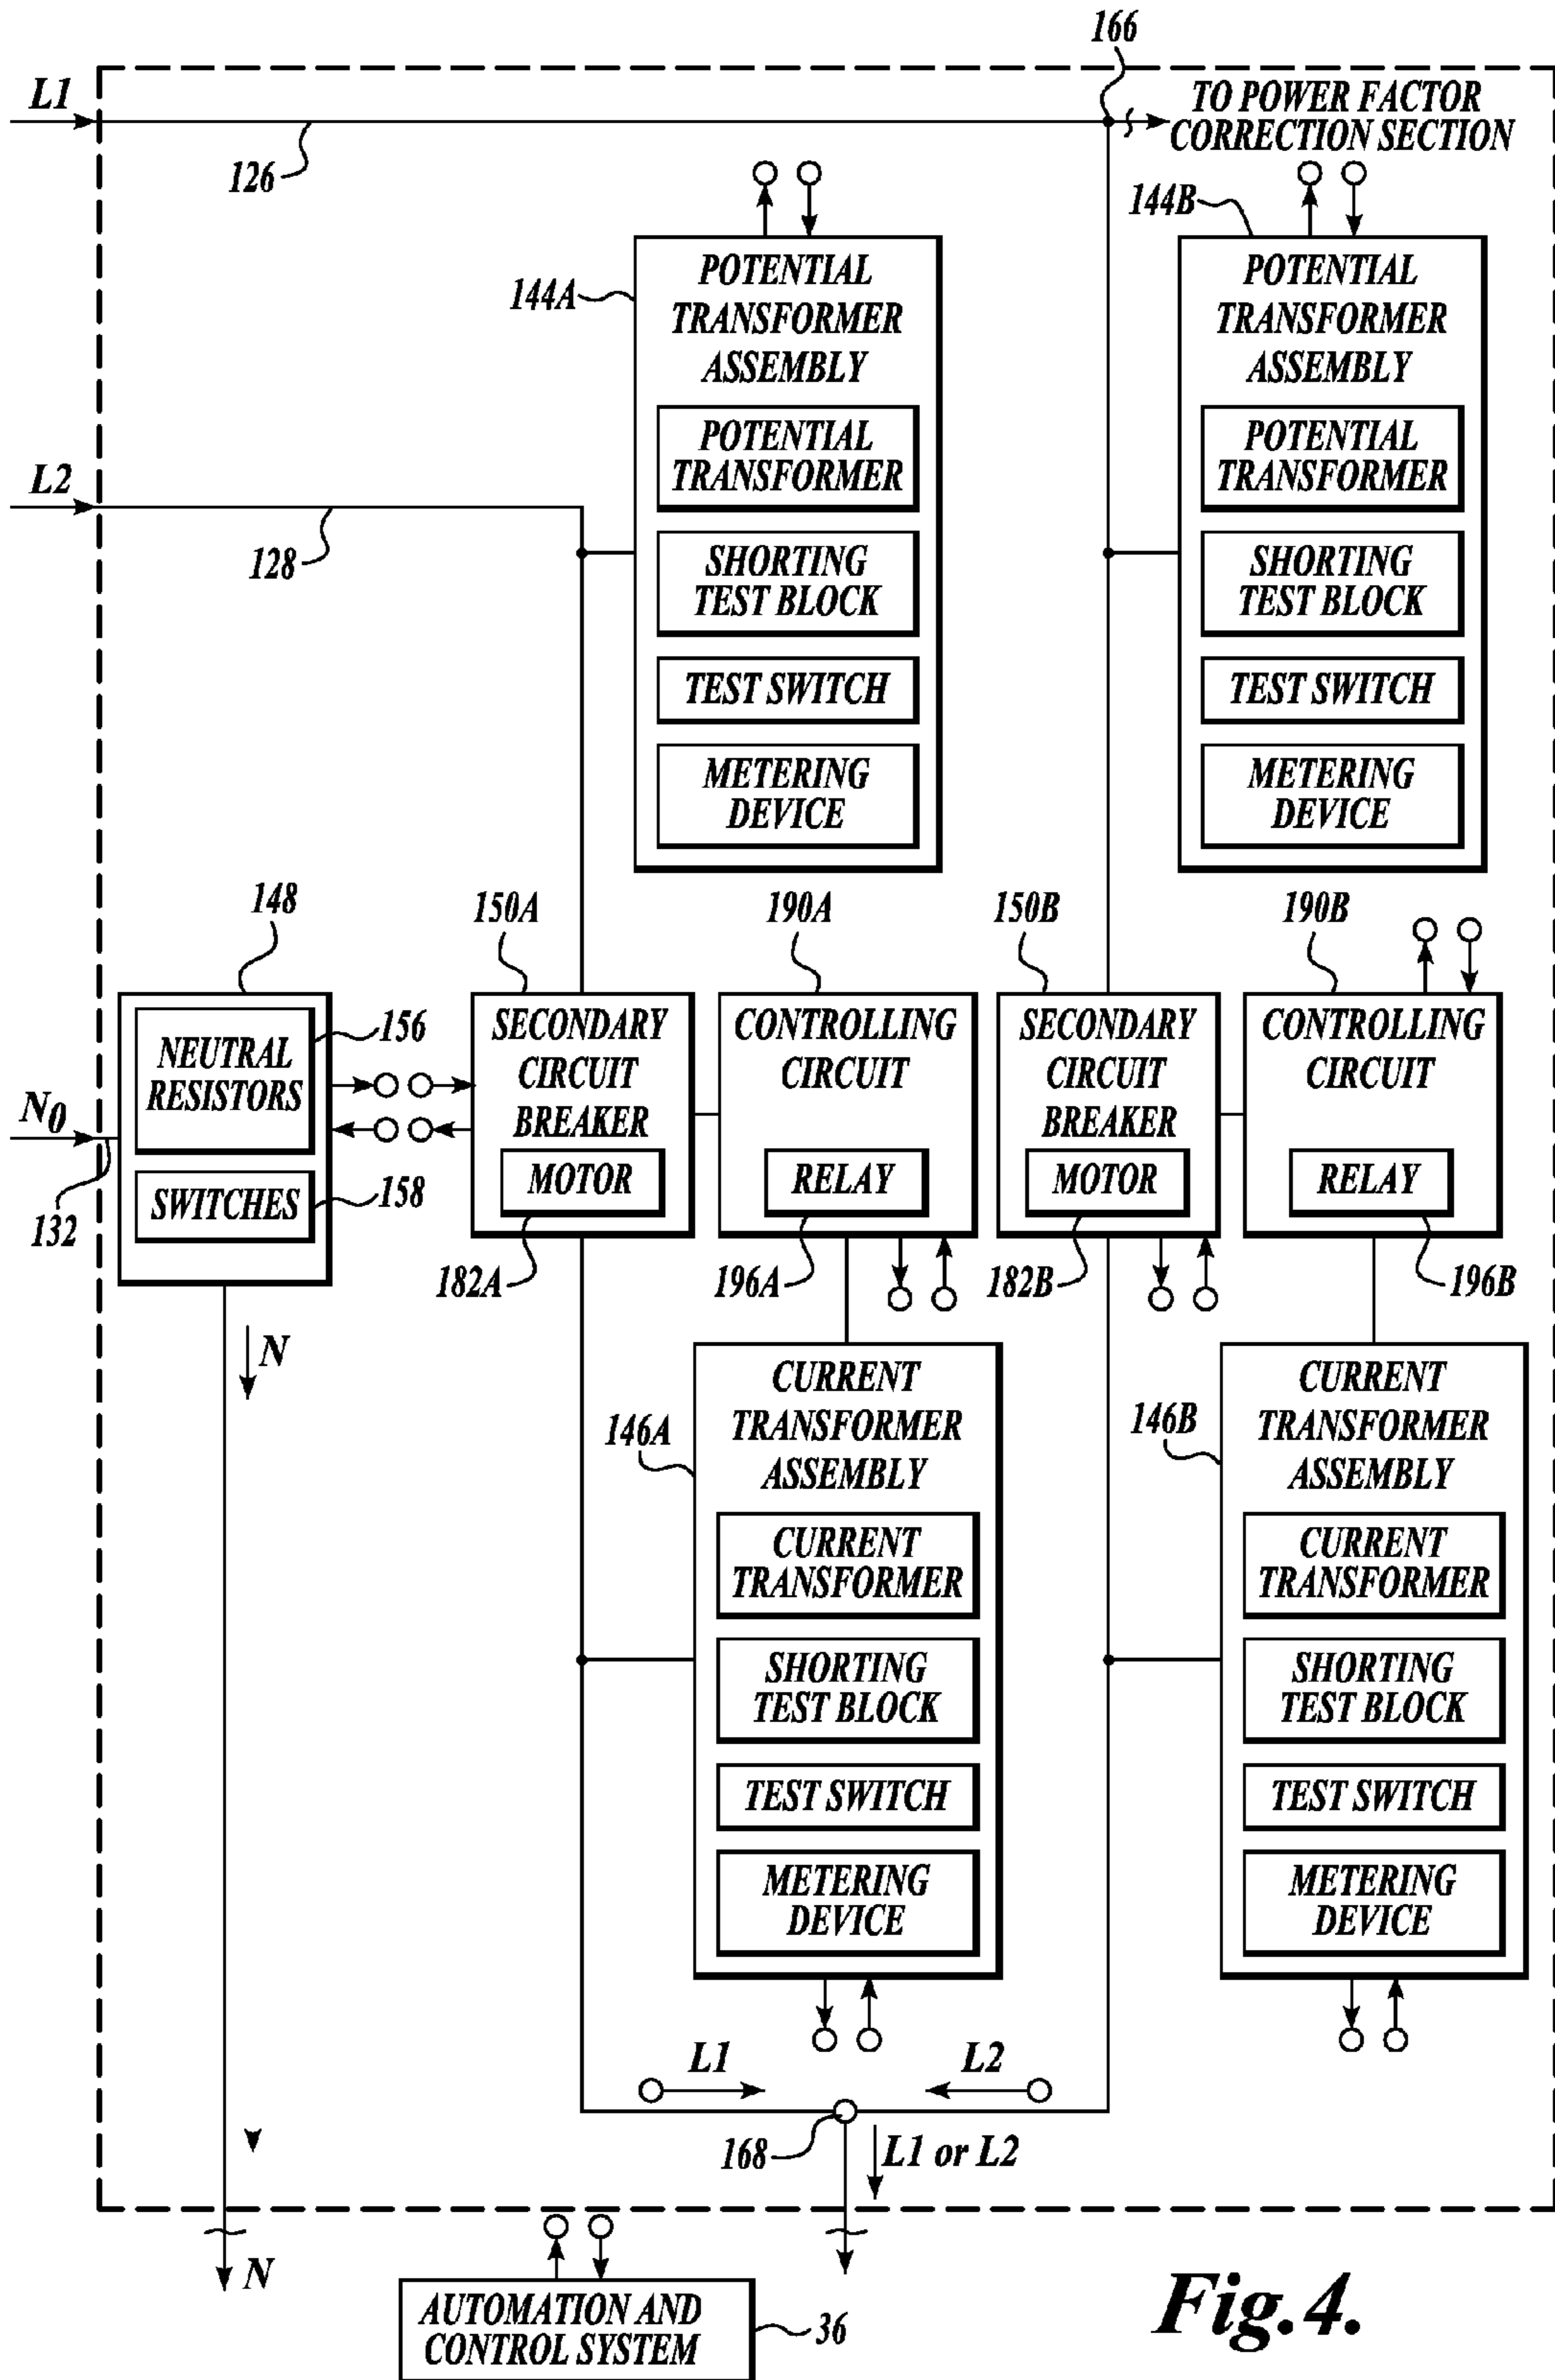 166
L1
TO POWER FACTOR
CORRECTION SECTION
126
144B
144A
POTENTIAL
TRANSFORMER
ASSEMBLY
POTENTIAL
TRANSFORMER
SHORTING
TEST BLOCK
TEST SWITCH
METERING
DEVICE
POTENTIAL
TRANSFORMER
ASSEMBLY
POTENTIAL
TRANSFORMER
SHORTING
TEST BLOCK
TEST SWITCH
METERING
DEVICE
L2
128
148
150A
190A
150B
190B
NEUTRAL
RESISTORS
156
SWITCHES
158
N0
132
SECONDARY
CIRCUIT
BREAKER
MOTOR
182A
CONTROLLING
CIRCUIT
RELAY
196A
SECONDARY
CIRCUIT
BREAKER
MOTOR
182B
CONTROLLING
CIRCUIT
RELAY
196B
N
146A
CURRENT
TRANSFORMER
ASSEMBLY
CURRENT
TRANSFORMER
SHORTING
TEST BLOCK
TEST SWITCH
METERING
DEVICE
146B
CURRENT
TRANSFORMER
ASSEMBLY
CURRENT
TRANSFORMER
SHORTING
TEST BLOCK
TEST SWITCH
METERING
DEVICE
L1
L2
168
L1 or L2
N
AUTOMATION AND
CONTROL SYSTEM
36
Fig.4.